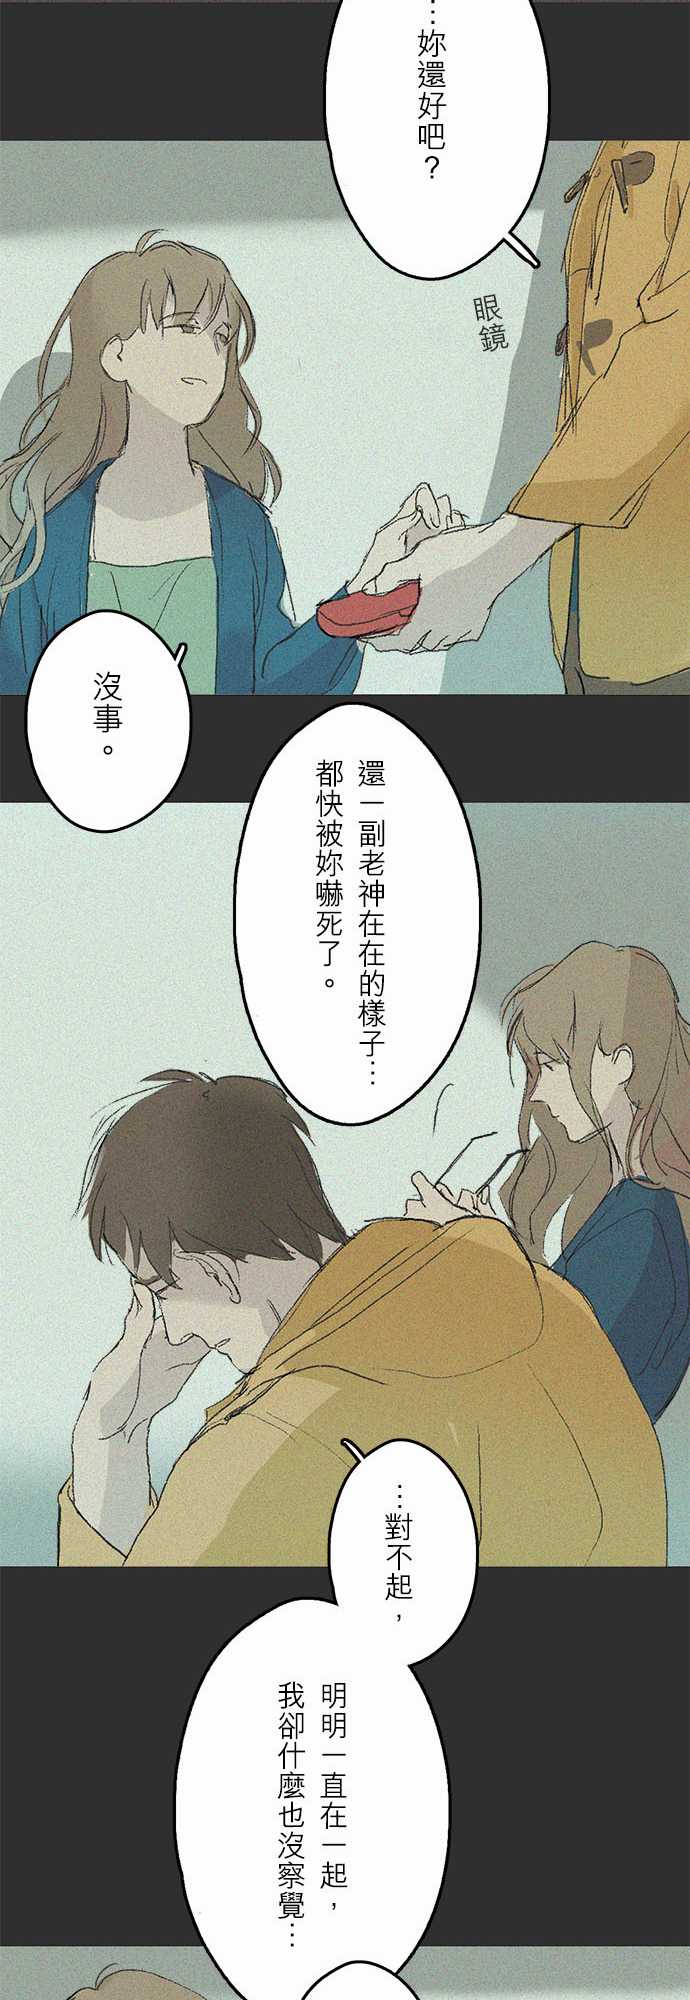 …妳還好吧？
眼鏡
沒事。
還一副老神在在的樣子…
都快被妳嚇死了。
…對不起，
明明一直在一起，
我卻什麼也沒察覺…